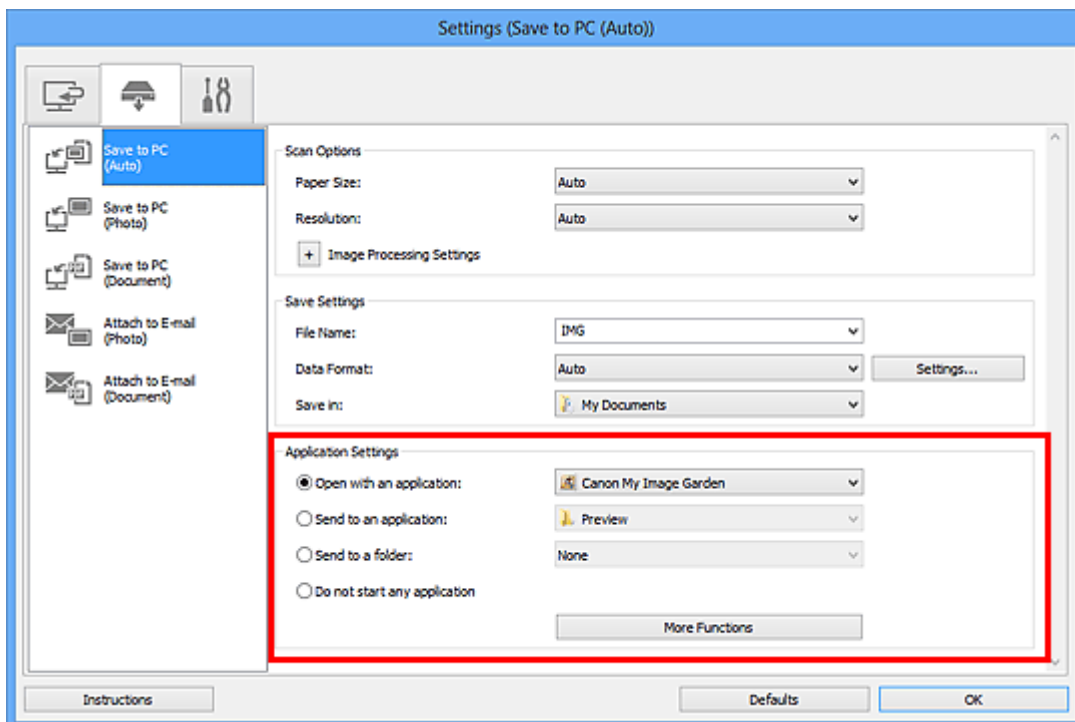 Settings (Save to PC (Auto))
Save to PC
(Auto)
Save to PC
(Photo)
Save to PC
(Document)
Attach to E-mail
(Photo)
Attach to E-mail
(Document)
Scan Options
Paper Size: Auto
Resolution: Auto
+ Image Processing Settings
Save Settings
File Name: IMG
Data Format: Auto Settings...
Save in: My Documents
Application Settings
Open with an application: Canon My Image Garden
Send to an application: Preview
Send to a folder: None
Do not start any application
More Functions
Instructions Defaults OK